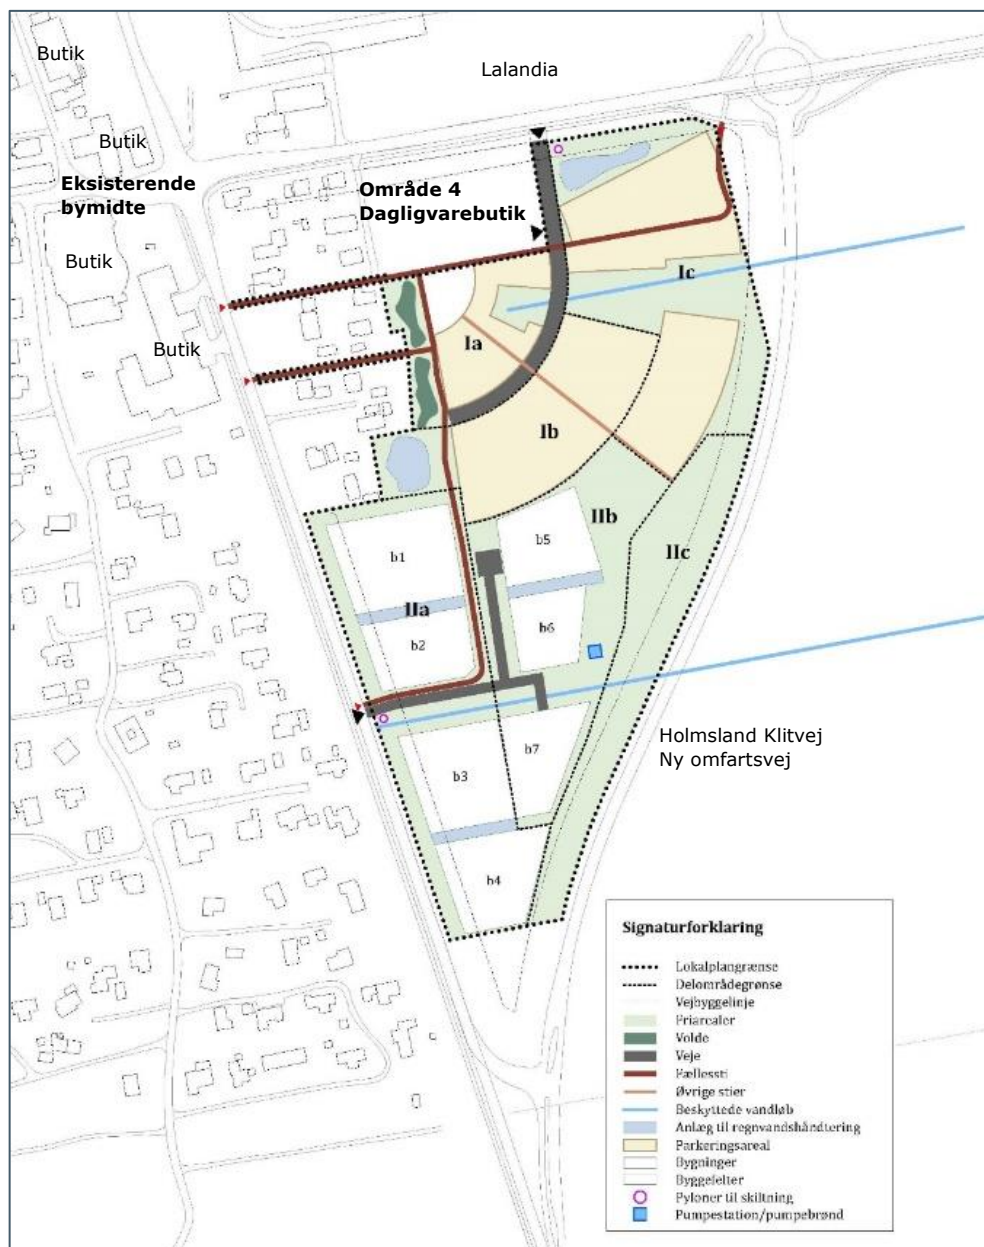 Butik
Lalandia
Butik
Eksisterende
bymidte
Område 4
Dagligvarebutik
Butik
Ic
Butik
Ia
Ib
IIb
b5
IIc
b1
IIa
b6
b2
Holmsland Klitvej
Ny omfartsvej
b7
b3
b4
Signaturforklaring
Lokalplangrænse
Delområdegrønse
Vejbyggelinje
Friarealer
Volde
Veje
Fællessti
Øvrige stier
Beskyttede vandløb
Anlæg til regnvandshåndtering
Parkeringsareal
Bygninger
Byggefelter
Pyloner til skiltning
Pumpestation/pumpebrønd